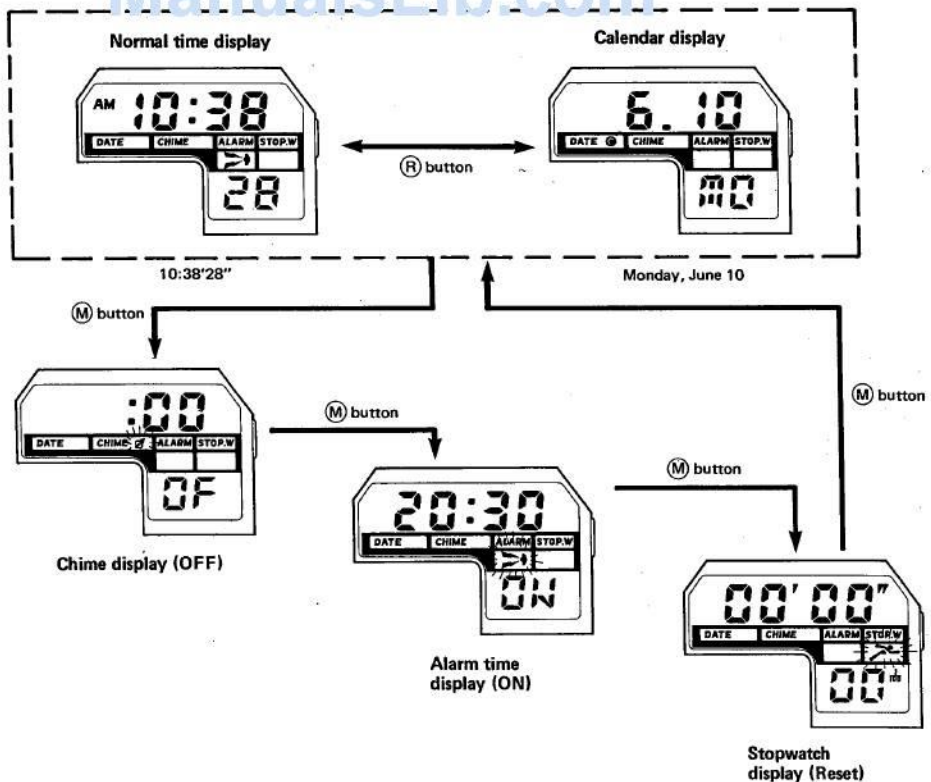 ManualsLib.com
Normal time display
Calendar display
AM 10:38
DATE CHIME ALARM STOP.W
28
Ⓡ button
6.10
DATE CHIME ALARM STOP.W
MO
10:38'28"
Monday, June 10
Ⓜ button
:00
DATE CHIME ALARM STOP.W
OF
Chime display (OFF)
Ⓜ button
20:30
DATE CHIME ALARM STOP.W
ON
Alarm time
display (ON)
Ⓜ button
Ⓜ button
00'00"
DATE CHIME ALARM STOP.W
00
Stopwatch
display (Reset)